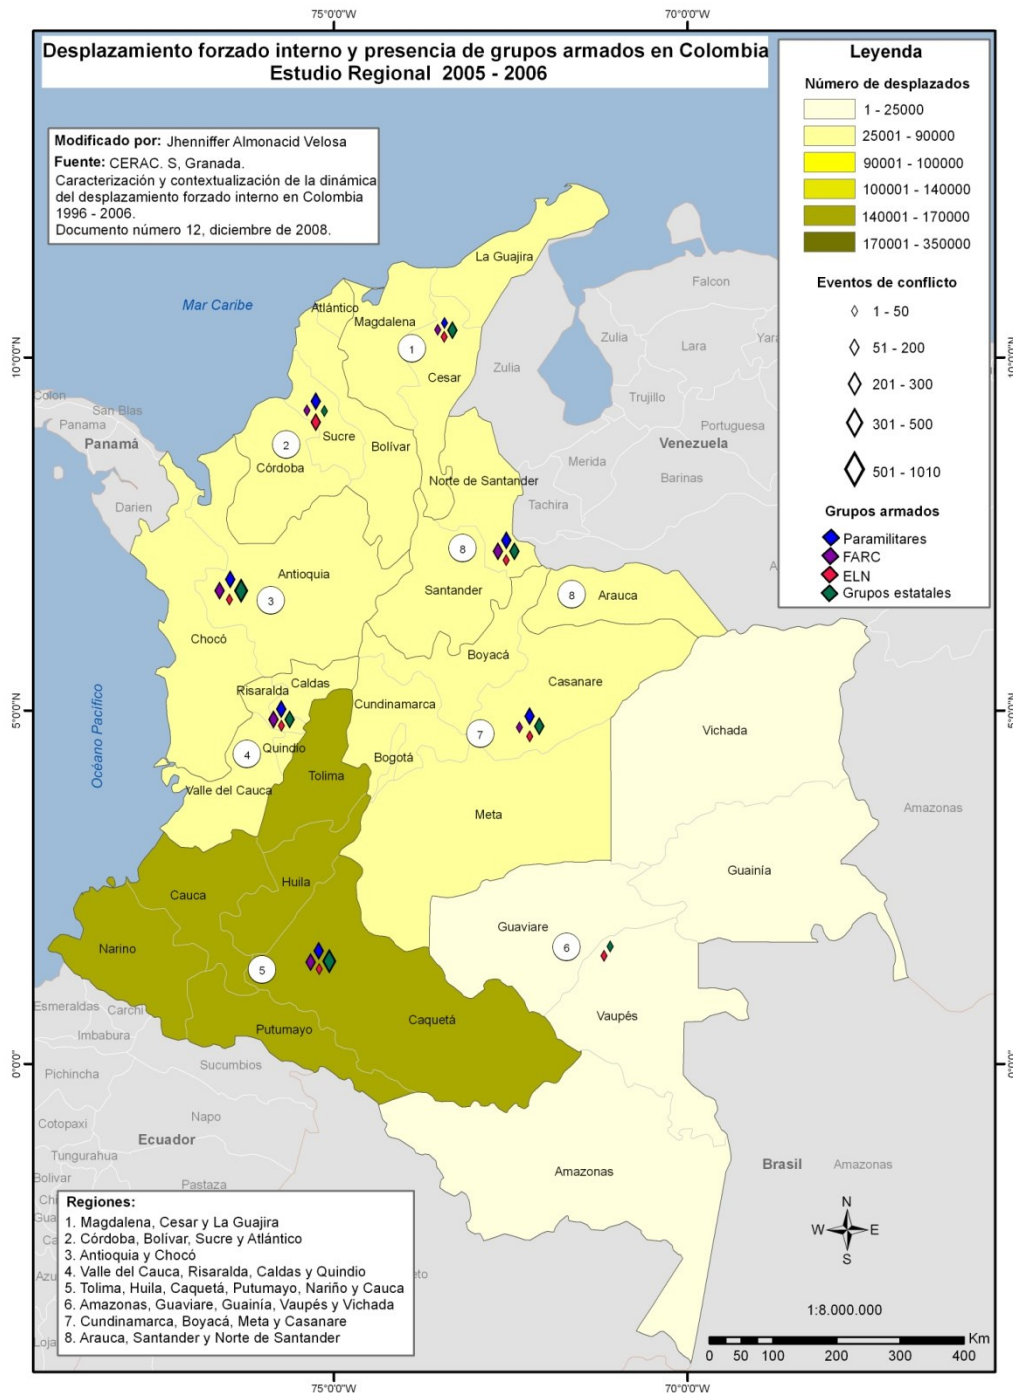 75°0'0"W
70°0'0"W
Desplazamiento forzado interno y presencia de grupos armados en Colombia
Estudio Regional 2005 - 2006
Modificado por: Jhenniffer Almonacid Velosa
Fuente: CERAC. S, Granada.
Caracterización y contextualización de la dinámica
del desplazamiento forzado interno en Colombia
1996 - 2006.
Documento número 12, diciembre de 2008.
Leyenda
Número de desplazados
1 - 25000
25001 - 90000
90001 - 100000
100001 - 140000
140001 - 170000
170001 - 350000
Eventos de conflicto
1 - 50
51 - 200
201 - 300
301 - 500
501 - 1010
Grupos armados
Paramilitares
FARC
ELN
Grupos estatales
La Guajira
Mar Caribe
Atlántico
Magdalena
1
Cesar
Falcon
Zulia
Lara
Yara
Zulia
Trujillo
Portuguesa
Venezuela
Merida
Barinas
Tachira
10°0'0"N
10°0'0"N
Colon
San Blas
Panama
Panamá
Darien
2
Sucre
Córdoba
Bolívar
Norte de Santander
8
Santander
8
Arauca
Antioquia
3
Chocó
Boyacá
Casanare
Caldas
Risaralda
Cundinamarca
Océano Pacífico
5°0'0"N
5°0'0"N
Quindío
4
7
Bogotá
Vichada
Valle del Cauca
Tolima
Meta
Amazonas
Guainía
Huila
Cauca
Guaviare
6
Narino
5
Caquetá
Vaupés
Putumayo
Esmeraldas
Carchi
Imbabura
0°0'0"
0°0'0"
Pichincha
Sucumbios
Napo
Cotopaxi
Ecuador
Tungurahua
Bolivar
Pastaza
Amazonas
Brasil
Amazonas
Regiones:
1. Magdalena, Cesar y La Guajira
2. Córdoba, Bolívar, Sucre y Atlántico
3. Antioquia y Chocó
4. Valle del Cauca, Risaralda, Caldas y Quindio
5. Tolima, Huila, Caquetá, Putumayo, Nariño y Cauca
6. Amazonas, Guaviare, Guainía, Vaupés y Vichada
7. Cundinamarca, Boyacá, Meta y Casanare
8. Arauca, Santander y Norte de Santander
N
W E
S
1:8.000.000
Km
0 50 100 200 300 400
75°0'0"W
70°0'0"W